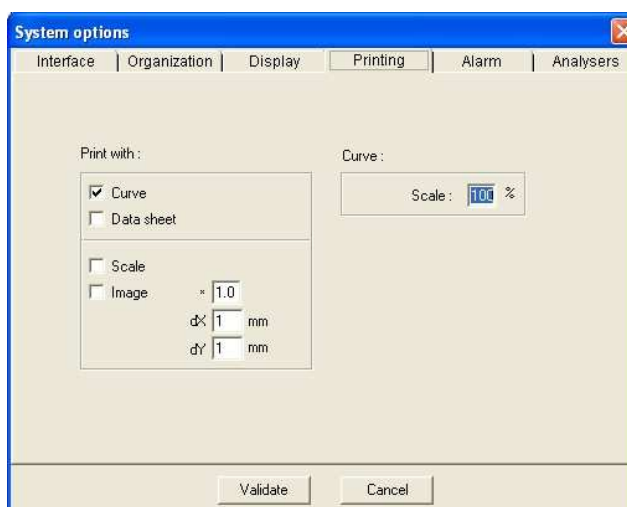 System options
Interface Organization Display Printing Alarm Analysers
Print with :
Curve
Data sheet
Scale
Image × 1.0
dX 1 mm
dY 1 mm
Curve :
Scale : 100 %
Validate Cancel